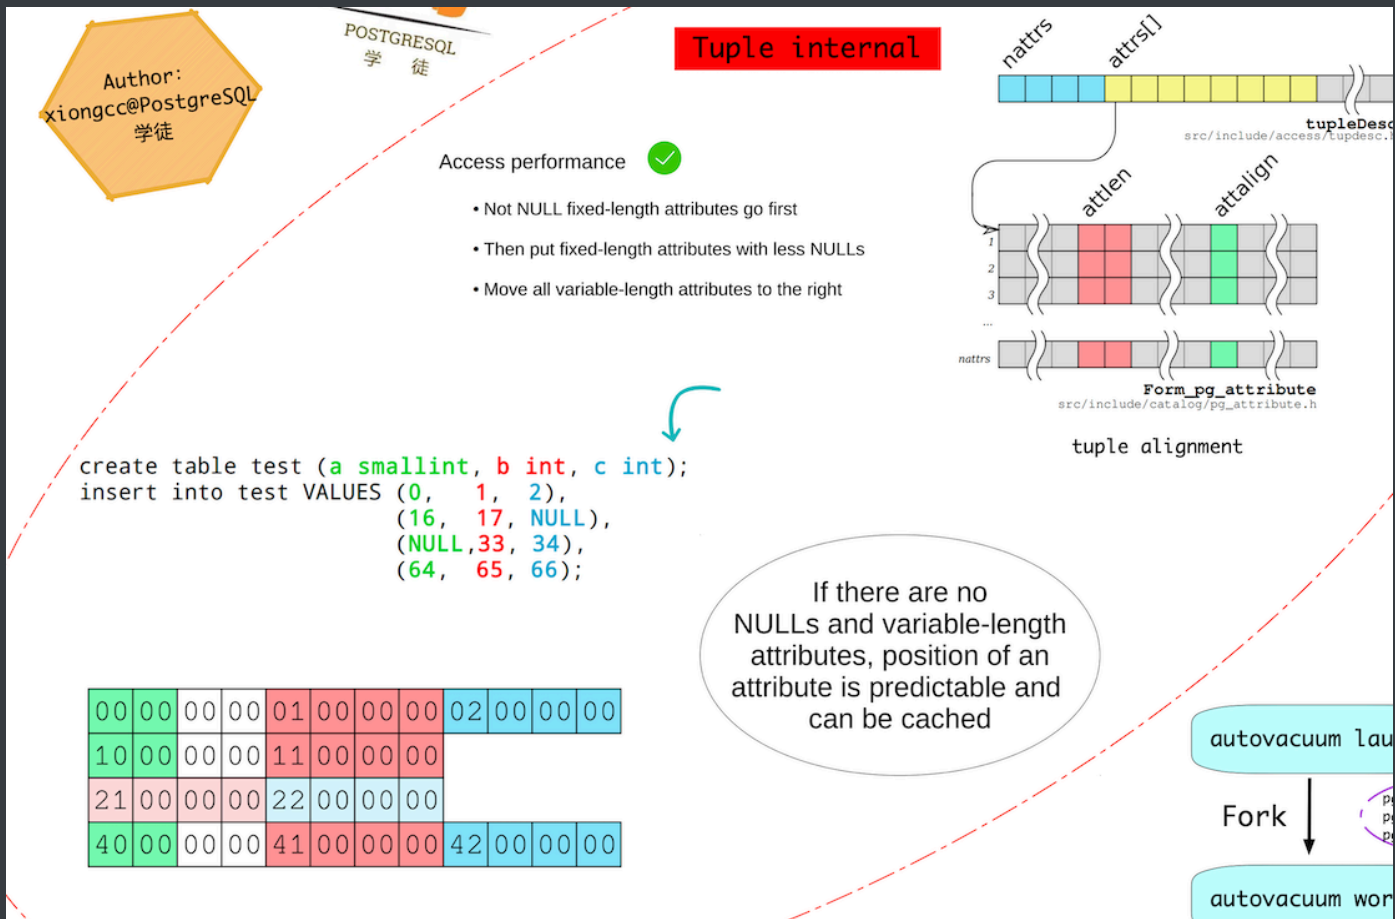 Author:
xiongcc@PostgreSQL
学徒
POSTGRESQL
学 徒
Tuple internal
nattrs
attrs[]
tupleDesc
src/include/access/tupdesc.h
Access performance
• Not NULL fixed-length attributes go first
• Then put fixed-length attributes with less NULLs
• Move all variable-length attributes to the right
attlen
attalign
1
2
3
...
nattrs
Form_pg_attribute
src/include/catalog/pg_attribute.h
tuple alignment
create table test (a smallint, b int, c int);
insert into test VALUES (0, 1, 2),
(16, 17, NULL),
(NULL,33, 34),
(64, 65, 66);
If there are no
NULLs and variable-length
attributes, position of an
attribute is predictable and
can be cached
00 00 00 00 01 00 00 00 02 00 00 00
10 00 00 00 11 00 00 00
21 00 00 00 22 00 00 00
40 00 00 00 41 00 00 00 42 00 00 00
autovacuum lau
Fork
pg
pg
pg
autovacuum wor